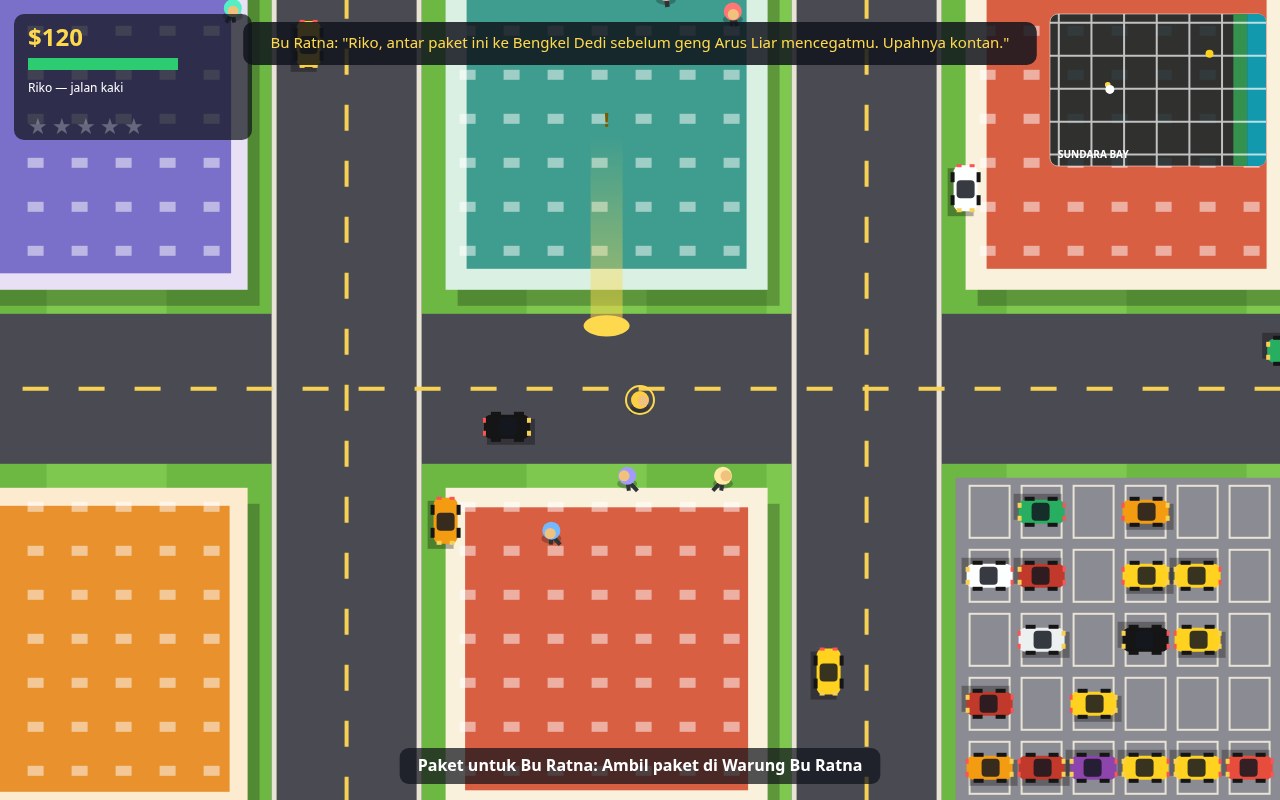 $120
Riko — jalan kaki
Bu Ratna: "Riko, antar paket ini ke Bengkel Dedi sebelum geng Arus Liar mencegatmu. Upahnya kontan."
SUNDARA BAY
!
Paket untuk Bu Ratna: Ambil paket di Warung Bu Ratna